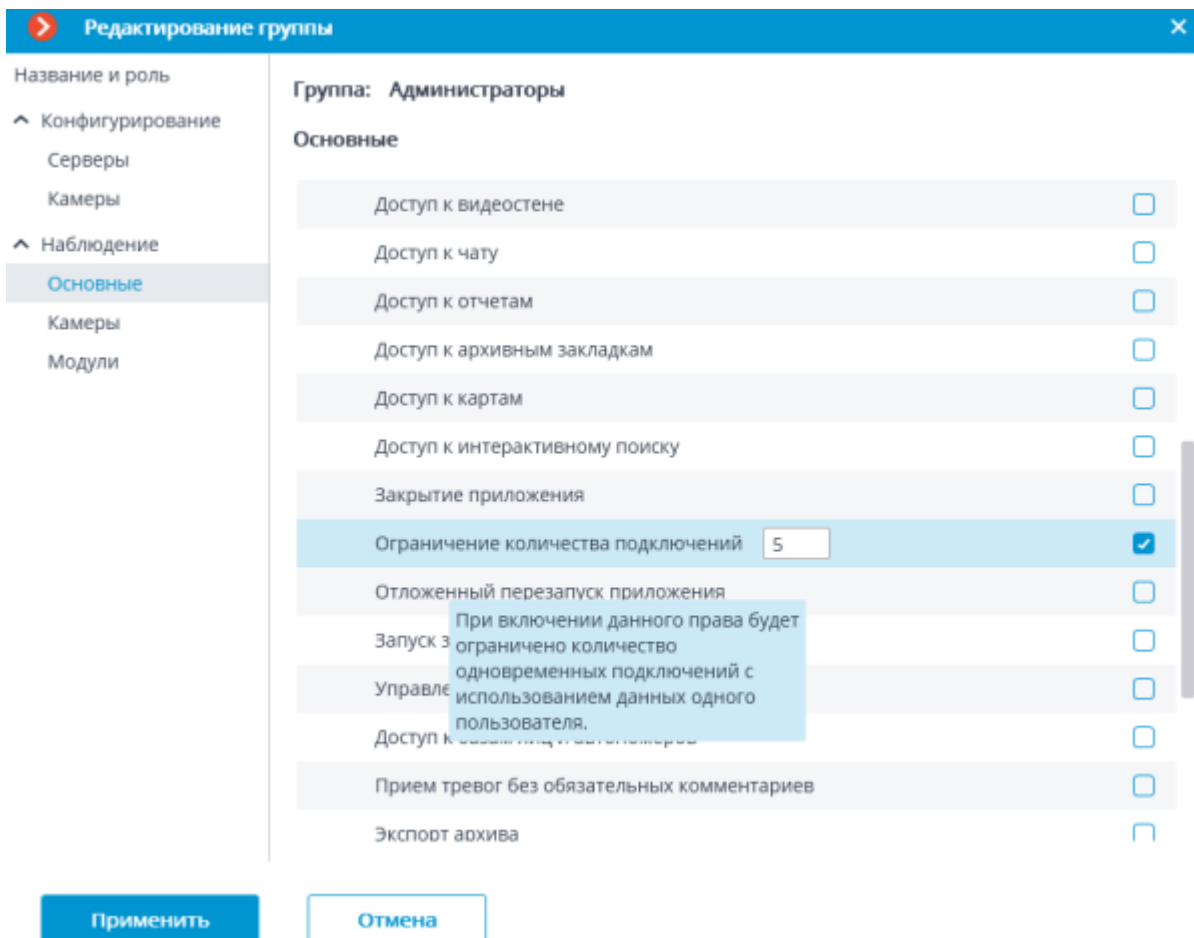 Редактирование группы
Название и роль
Конфигурирование
Серверы
Камеры
Наблюдение
Основные
Камеры
Модули
Группа: Администраторы
Основные
Доступ к видеостене
Доступ к чату
Доступ к отчетам
Доступ к архивным закладкам
Доступ к картам
Доступ к интерактивному поиску
Закрытие приложения
Ограничение количества подключений 5
Отложенный перезапуск приложения
Запуск
Доступ к
При включении данного права будет
ограничено количество
одновременных подключений с
использованием данных одного
пользователя.
Прием тревог без обязательных комментариев
Экспорт архива
Применить
Отмена